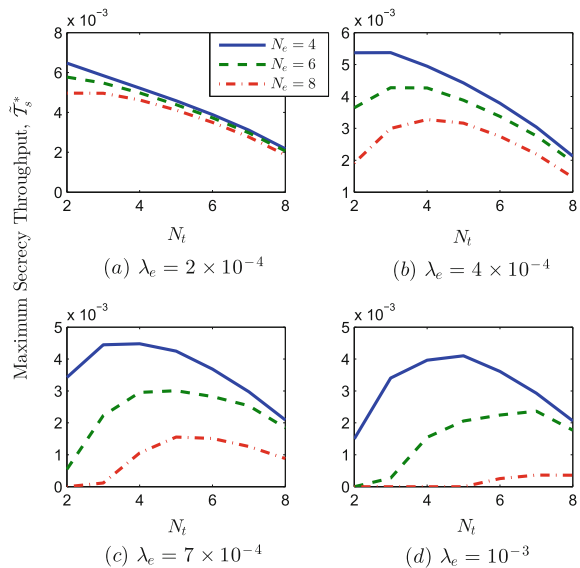 Maximum Secrecy Throughput, $\tilde{\mathcal{T}}_s^*$
x 10⁻³
8
6
4
2
0
2 4 6 8
N_t
(a) λ_e = 2 × 10⁻⁴
N_e = 4
N_e = 6
N_e = 8
x 10⁻³
6
5
4
3
2
1
2 4 6 8
N_t
(b) λ_e = 4 × 10⁻⁴
x 10⁻³
5
4
3
2
1
0
2 4 6 8
N_t
(c) λ_e = 7 × 10⁻⁴
x 10⁻³
5
4
3
2
1
0
2 4 6 8
N_t
(d) λ_e = 10⁻³